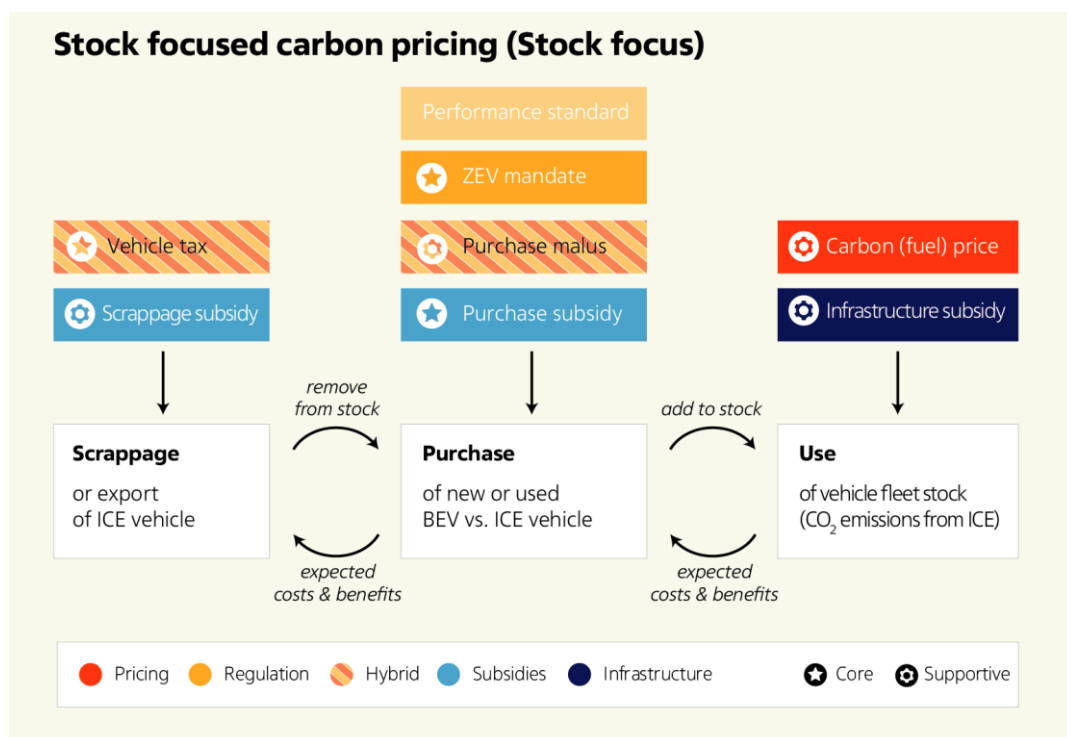 Stock focused carbon pricing (Stock focus)
Performance standard
ZEV mandate
Vehicle tax
Purchase malus
Carbon (fuel) price
Scrappage subsidy
Purchase subsidy
Infrastructure subsidy
remove
from stock
add to stock
Scrappage
or export
of ICE vehicle
Purchase
of new or used
BEV vs. ICE vehicle
Use
of vehicle fleet stock
(CO₂ emissions from ICE)
expected
costs & benefits
expected
costs & benefits
Pricing
Regulation
Hybrid
Subsidies
Infrastructure
Core
Supportive